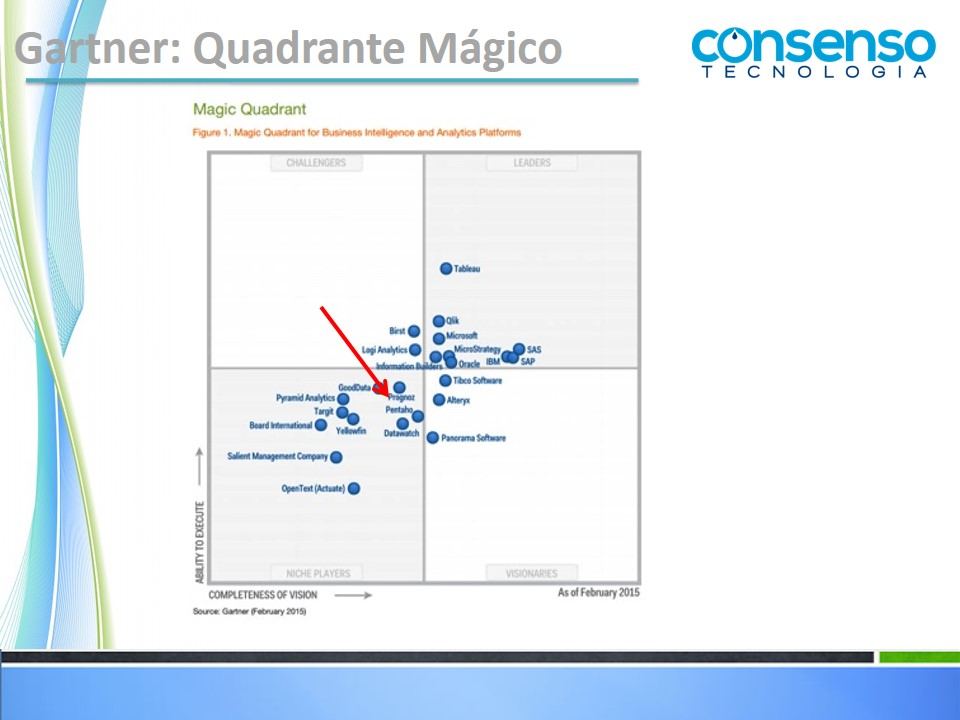 Gartner: Quadrante Mágico
consenso
TECNOLOGIA
Magic Quadrant
Figure 1. Magic Quadrant for Business Intelligence and Analytics Platforms
CHALLENGERS
LEADERS
Tableau
Qlik
Birst
Microsoft
Logi Analytics
MicroStrategy
SAS
Information Builders
Oracle
IBM
SAP
GoodData
Tibco Software
Pyramid Analytics
Prognoz
Alteryx
Targit
Pentaho
Board International
Yellowfin
Datawatch
Panorama Software
Salient Management Company
OpenText (Actuate)
ABILITY TO EXECUTE
NICHE PLAYERS
VISIONARIES
COMPLETENESS OF VISION
As of February 2015
Source: Gartner (February 2015)